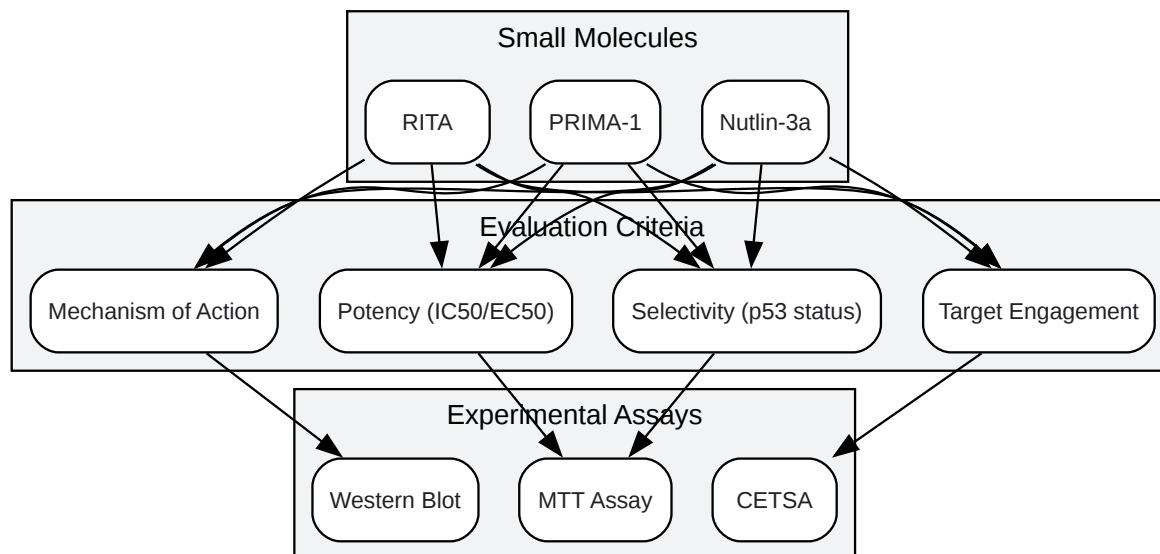 Small Molecules
RITA
PRIMA-1
Nutlin-3a
Evaluation Criteria
Mechanism of Action
Potency (IC50/EC50)
Selectivity (p53 status)
Target Engagement
Experimental Assays
Western Blot
MTT Assay
CETSA